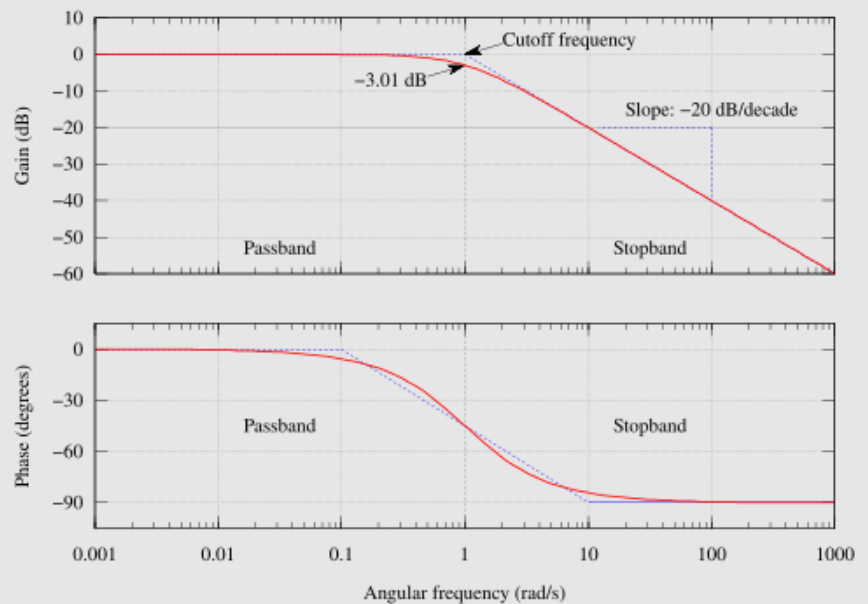 10
Cutoff frequency
0
−3.01 dB
−10
Slope: −20 dB/decade
−20
Gain (dB)
−30
−40
−50
Passband
Stopband
−60
0
−30
Phase (degrees)
Passband
Stopband
−60
−90
0.001 0.01 0.1 1 10 100 1000
Angular frequency (rad/s)